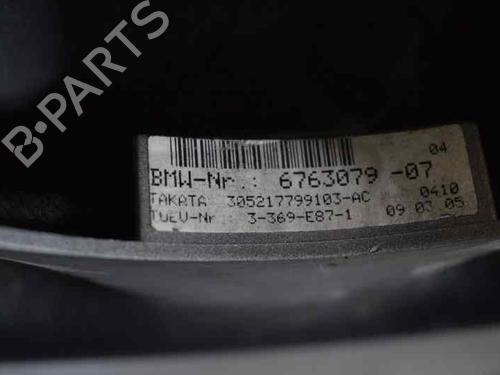 B-PARTS
04
BMW-Nr.: 6763079 -07
TAKATA 305217799103-AC 0410
TUEV-Nr.: 3-369-E87-1 09 03 05